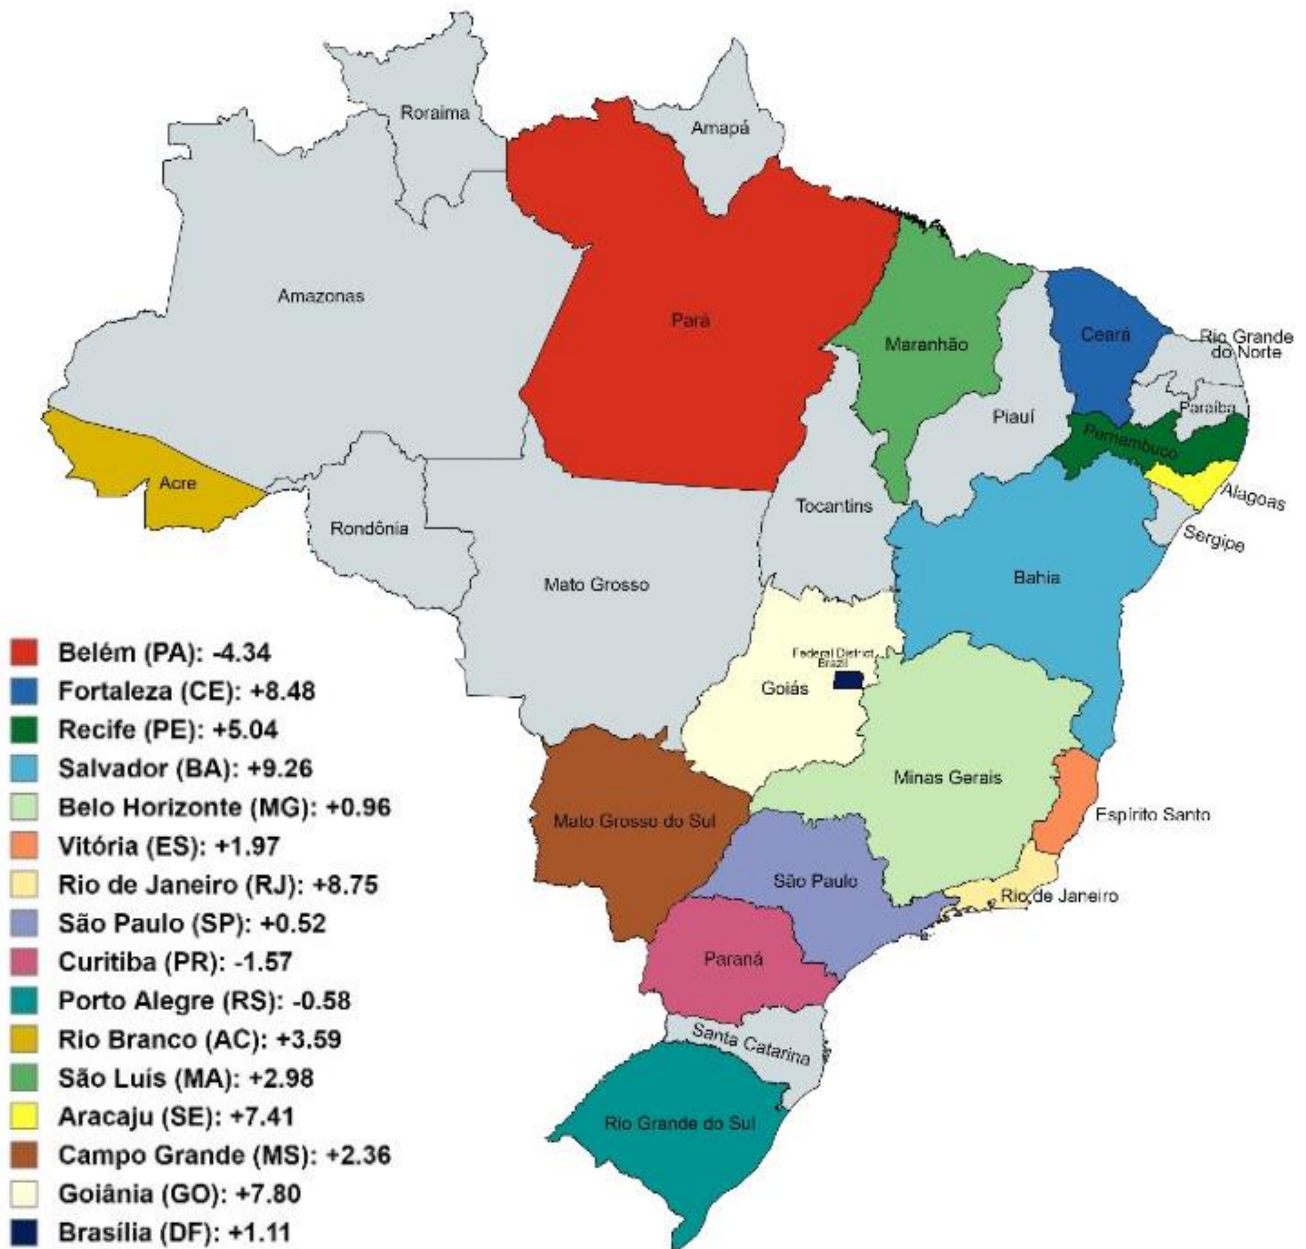 Roraima
Amapá
Amazonas
Pará
Maranhão
Ceará
Rio Grande
do Norte
Paraíba
Piauí
Pernambuco
Acre
Alagoas
Tocantins
Rondônia
Sergipe
Mato Grosso
Bahia
Federal District
Brazil
Goiás
Minas Gerais
Mato Grosso do Sul
Espírito Santo
São Paulo
Rio de Janeiro
Paraná
Santa Catarina
Rio Grande do Sul
Belém (PA): -4.34
Fortaleza (CE): +8.48
Recife (PE): +5.04
Salvador (BA): +9.26
Belo Horizonte (MG): +0.96
Vitória (ES): +1.97
Rio de Janeiro (RJ): +8.75
São Paulo (SP): +0.52
Curitiba (PR): -1.57
Porto Alegre (RS): -0.58
Rio Branco (AC): +3.59
São Luís (MA): +2.98
Aracaju (SE): +7.41
Campo Grande (MS): +2.36
Goiânia (GO): +7.80
Brasília (DF): +1.11